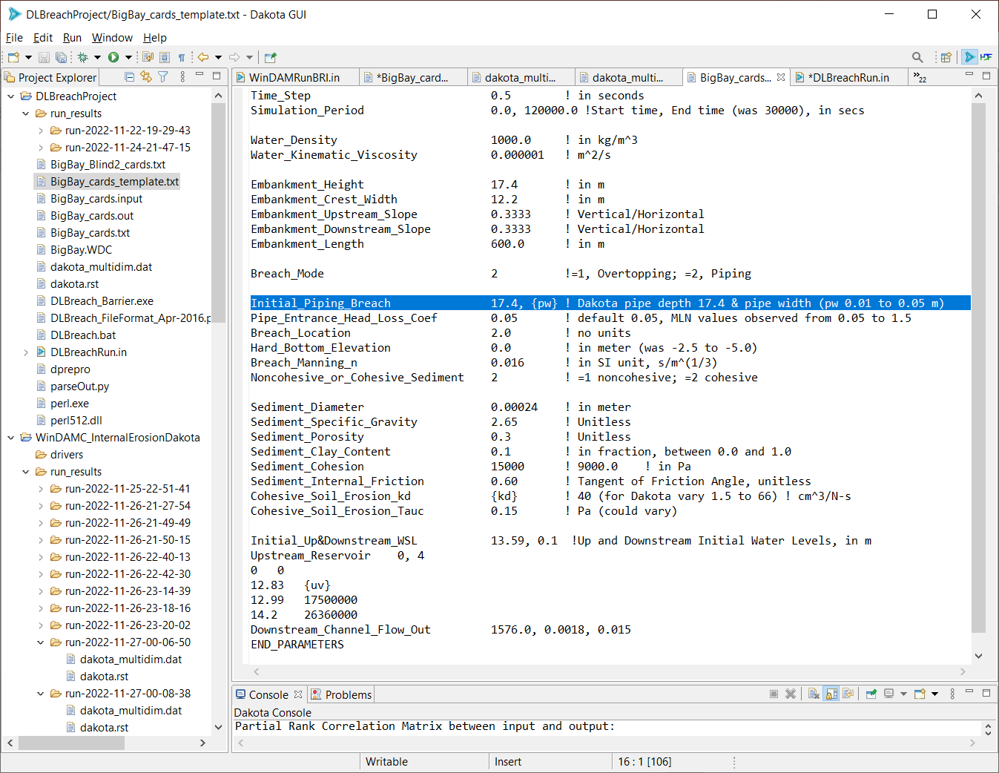 DLBreachProject/BigBay_cards_template.txt - Dakota GUI
File Edit Run Window Help
Project Explorer
DLBreachProject
run_results
run-2022-11-22-19-29-43
run-2022-11-24-21-47-15
BigBay_Blind2_cards.txt
BigBay_cards_template.txt
BigBay_cards.input
BigBay_cards.out
BigBay_cards.txt
BigBay.WDC
dakota_multidim.dat
dakota.rst
DLBreach_Barrier.exe
DLBreach_FileFormat_Apr-2016.p
DLBreach.bat
DLBreachRun.in
dprepro
parseOut.py
perl.exe
perl512.dll
WinDAMC_InternalErosionDakota
drivers
run_results
run-2022-11-25-22-51-41
run-2022-11-26-21-27-54
run-2022-11-26-21-49-49
run-2022-11-26-21-50-15
run-2022-11-26-22-40-13
run-2022-11-26-22-42-30
run-2022-11-26-23-14-39
run-2022-11-26-23-18-16
run-2022-11-26-23-20-02
run-2022-11-27-00-06-50
dakota_multidim.dat
dakota.rst
run-2022-11-27-00-08-38
dakota_multidim.dat
dakota.rst
WinDAMRunBRI.in *BigBay_card... dakota_multi... dakota_multi... BigBay_cards... *DLBreachRun.in »22
Time_Step 0.5 ! in seconds
Simulation_Period 0.0, 120000.0 !Start time, End time (was 30000), in secs
Water_Density 1000.0 ! in kg/m^3
Water_Kinematic_Viscosity 0.000001 ! m^2/s
Embankment_Height 17.4 ! in m
Embankment_Crest_Width 12.2 ! in m
Embankment_Upstream_Slope 0.3333 ! Vertical/Horizontal
Embankment_Downstream_Slope 0.3333 ! Vertical/Horizontal
Embankment_Length 600.0 ! in m
Breach_Mode 2 !=1, Overtopping; =2, Piping
Initial_Piping_Breach 17.4, {pw} ! Dakota pipe depth 17.4 & pipe width (pw 0.01 to 0.05 m)
Pipe_Entrance_Head_Loss_Coef 0.05 ! default 0.05, MLN values observed from 0.05 to 1.5
Breach_Location 2.0 ! no units
Hard_Bottom_Elevation 0.0 ! in meter (was -2.5 to -5.0)
Breach_Manning_n 0.016 ! in SI unit, s/m^(1/3)
Noncohesive_or_Cohesive_Sediment 2 ! =1 noncohesive; =2 cohesive
Sediment_Diameter 0.00024 ! in meter
Sediment_Specific_Gravity 2.65 ! Unitless
Sediment_Porosity 0.3 ! Unitless
Sediment_Clay_Content 0.1 ! in fraction, between 0.0 and 1.0
Sediment_Cohesion 15000 ! 9000.0 ! in Pa
Sediment_Internal_Friction 0.60 ! Tangent of Friction Angle, unitless
Cohesive_Soil_Erosion_kd {kd} ! 40 (for Dakota vary 1.5 to 66) ! cm^3/N-s
Cohesive_Soil_Erosion_Tauc 0.15 ! Pa (could vary)
Initial_Up&Downstream_WSL 13.59, 0.1 !Up and Downstream Initial Water Levels, in m
Upstream_Reservoir 0, 4
0 0
12.83 {uv}
12.99 17500000
14.2 26360000
Downstream_Channel_Flow_Out 1576.0, 0.0018, 0.015
END_PARAMETERS
Console Problems
Dakota Console
Partial Rank Correlation Matrix between input and output:
Writable Insert 16 : 1 [106]